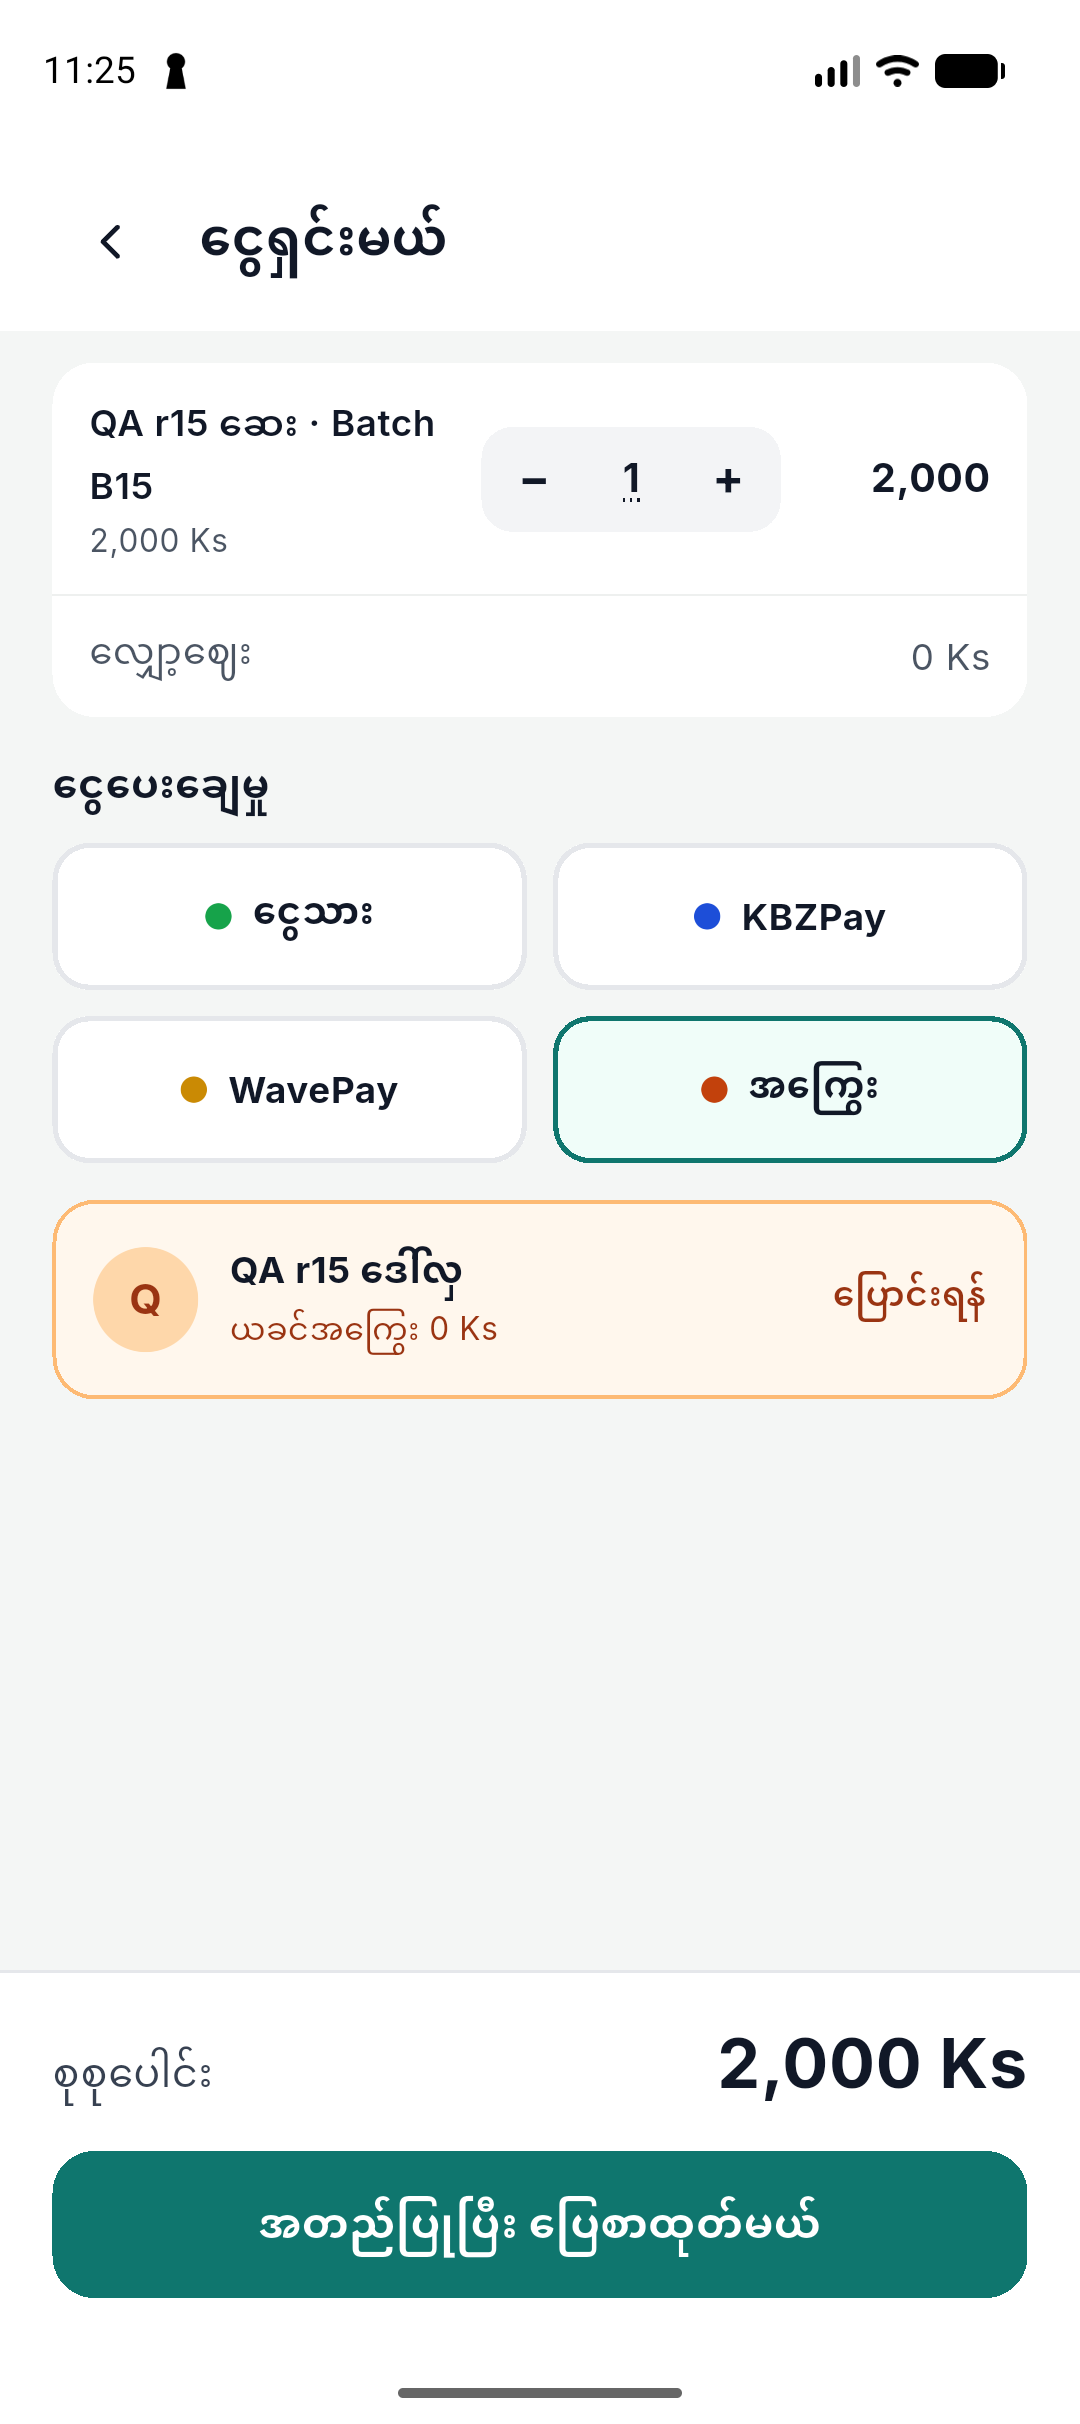 11:25
ငွေရှင်းမယ်
QA r15 ဆေး · Batch
B15
2,000 Ks
− 1 +
2,000
လျှော့ဈေး
0 Ks
ငွေပေးချေမှု
ငွေသား
KBZPay
WavePay
အကြွေး
Q
QA r15 ဒေါ်လှ
ယခင်အကြွေး 0 Ks
ပြောင်းရန်
စုစုပေါင်း
2,000 Ks
အတည်ပြုပြီး ပြေစာထုတ်မယ်